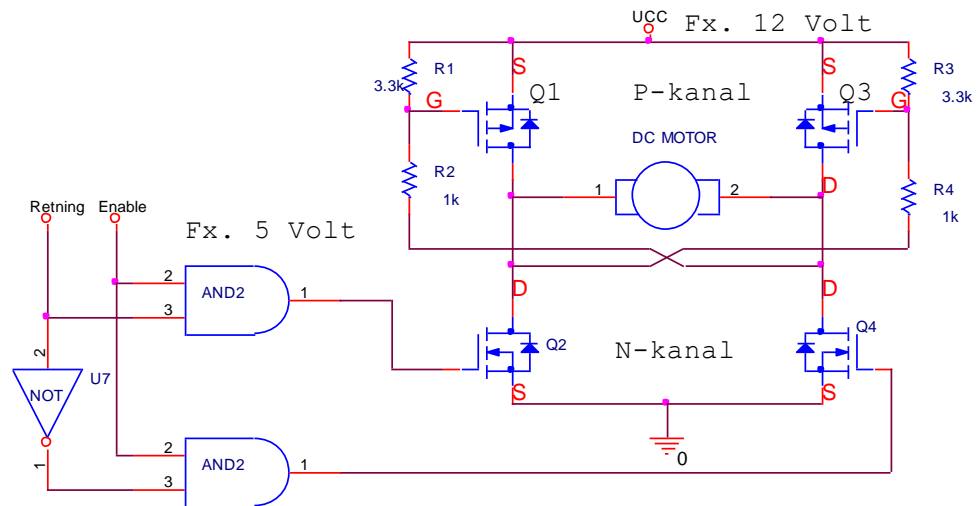 UCC
Fx. 12 Volt
R1
3.3k
S
S
R3
3.3k
G
Q1
P-kanal
Q3
G
DC MOTOR
R2
1k
1
2
D
R4
1k
Retning
Enable
Fx. 5 Volt
2
AND2
1
3
D
D
2
Q2
N-kanal
Q4
U7
NOT
S
S
1
2
AND2
1
3
0